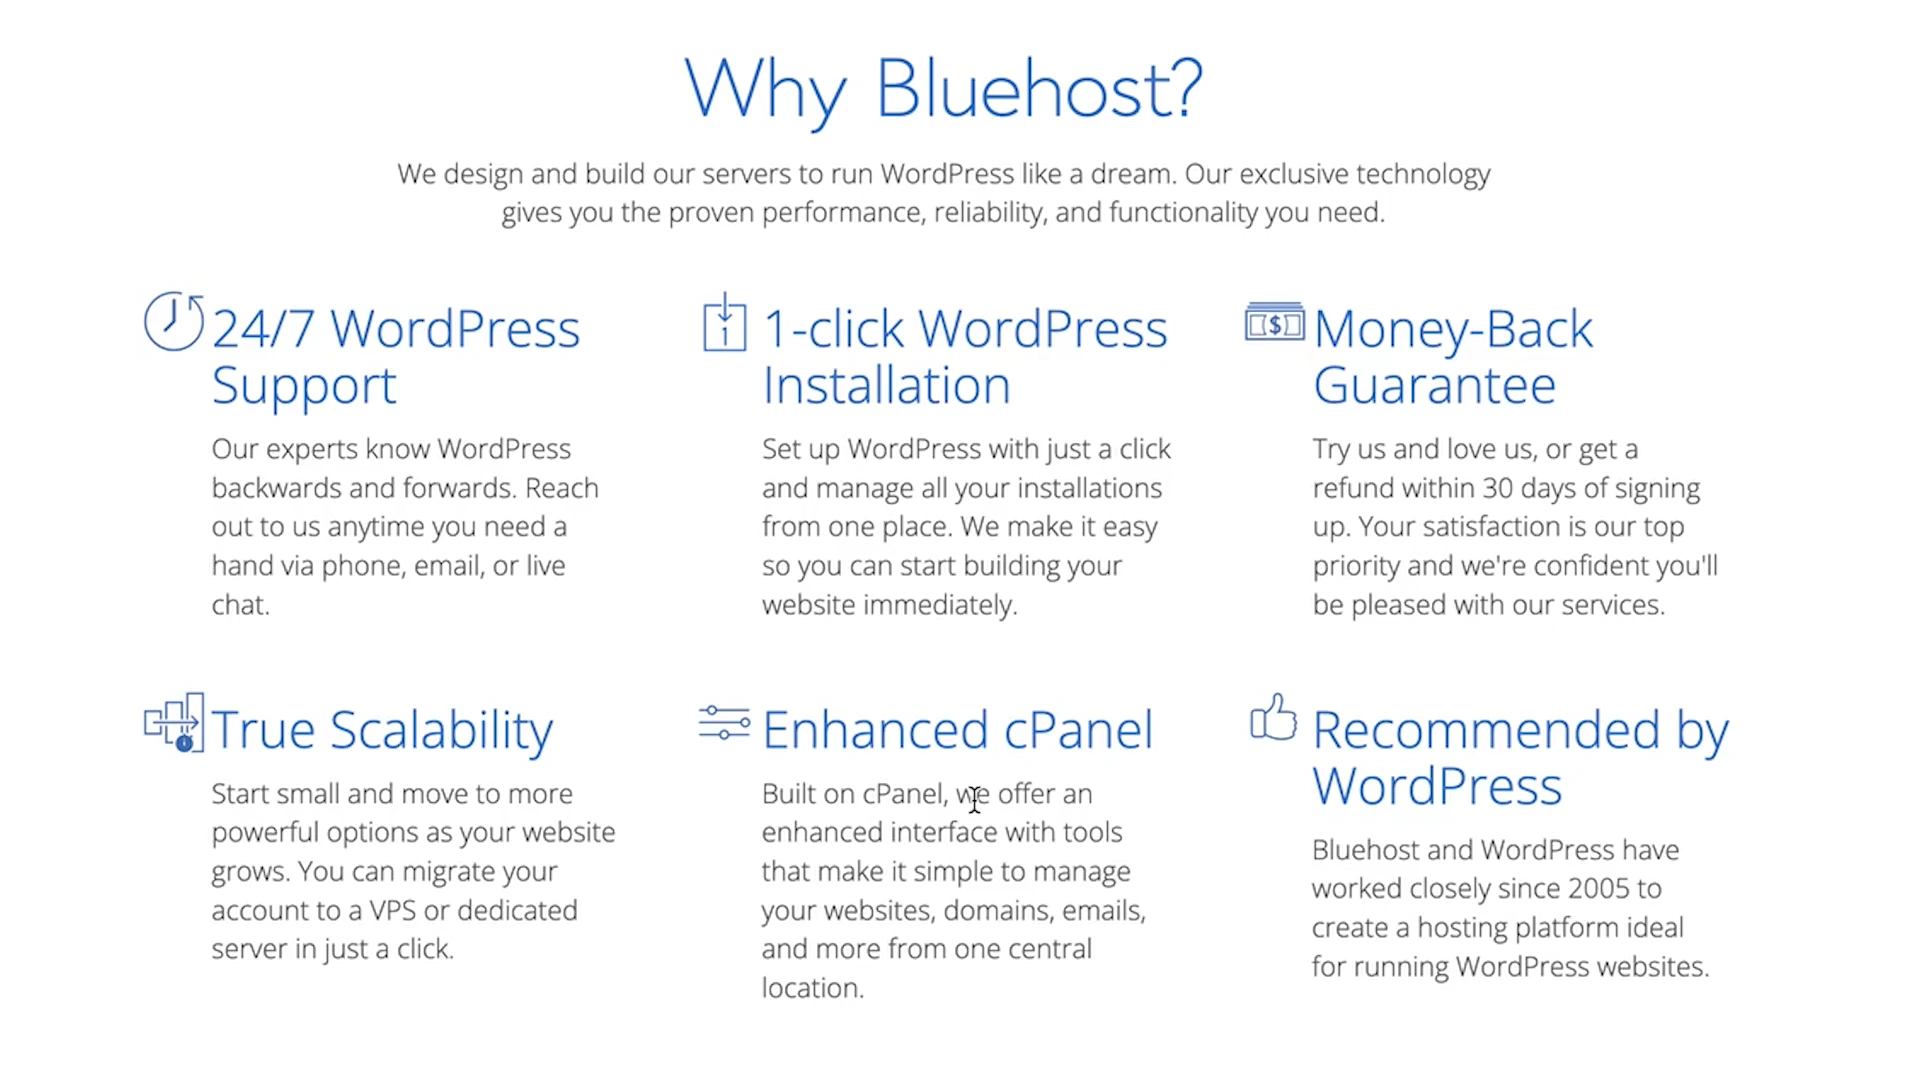 Why Bluehost?
We design and build our servers to run WordPress like a dream. Our exclusive technology
gives you the proven performance, reliability, and functionality you need.
24/7 WordPress
Support
Our experts know WordPress
backwards and forwards. Reach
out to us anytime you need a
hand via phone, email, or live
chat.
1-click WordPress
Installation
Set up WordPress with just a click
and manage all your installations
from one place. We make it easy
so you can start building your
website immediately.
Money-Back
Guarantee
Try us and love us, or get a
refund within 30 days of signing
up. Your satisfaction is our top
priority and we're confident you'll
be pleased with our services.
True Scalability
Start small and move to more
powerful options as your website
grows. You can migrate your
account to a VPS or dedicated
server in just a click.
Enhanced cPanel
Built on cPanel, we offer an
enhanced interface with tools
that make it simple to manage
your websites, domains, emails,
and more from one central
location.
Recommended by
WordPress
Bluehost and WordPress have
worked closely since 2005 to
create a hosting platform ideal
for running WordPress websites.